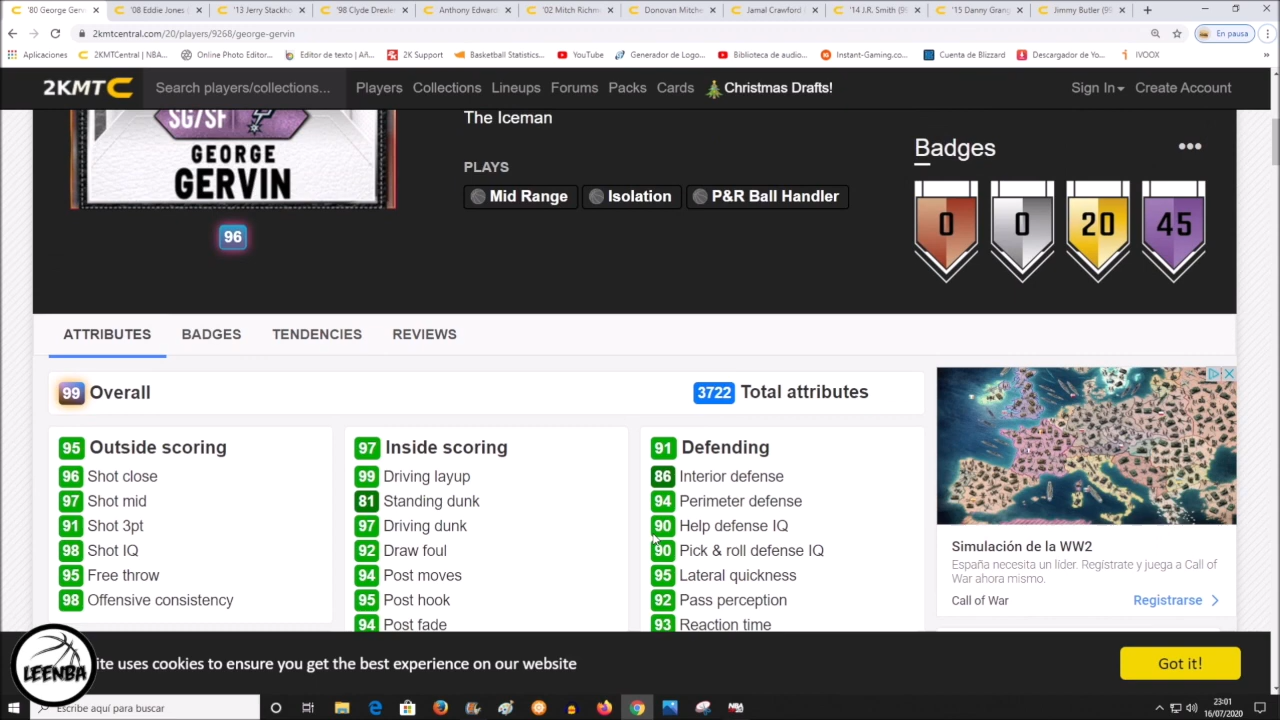 '80 George Gerv
'08 Eddie Jones
'13 Jerry Stackho
'98 Clyde Drexle
Anthony Edward
'02 Mitch Richm
Donovan Mitche
Jamal Crawford
'14 J.R. Smith (9
'15 Danny Gran
Jimmy Butler (99
2kmtcentral.com/20/players/9268/george-gervin
En pausa
Aplicaciones
2KMTCentral | NBA...
Online Photo Editor...
Editor de texto | Añ...
2K Support
Basketball Statistics...
YouTube
Generador de Logo...
Biblioteca de audio...
Instant-Gaming.co...
Cuenta de Blizzard
Descargador de Yo...
IVOOX
2KMTC
Search players/collections...
Players
Collections
Lineups
Forums
Packs
Cards
Christmas Drafts!
Sign In
Create Account
SG/SF
GEORGE
GERVIN
96
The Iceman
PLAYS
Mid Range
Isolation
P&R Ball Handler
Badges
0
0
20
45
ATTRIBUTES
BADGES
TENDENCIES
REVIEWS
99 Overall
3722 Total attributes
95 Outside scoring
96 Shot close
97 Shot mid
91 Shot 3pt
98 Shot IQ
95 Free throw
98 Offensive consistency
97 Inside scoring
99 Driving layup
81 Standing dunk
97 Driving dunk
92 Draw foul
94 Post moves
95 Post hook
94 Post fade
91 Defending
86 Interior defense
94 Perimeter defense
90 Help defense IQ
90 Pick & roll defense IQ
95 Lateral quickness
92 Pass perception
93 Reaction time
Simulación de la WW2
España necesita un líder. Regístrate y juega a Call of
War ahora mismo.
Call of War
Registrarse
ite uses cookies to ensure you get the best experience on our website
Got it!
LEENBA
Escribe aquí para buscar
23:01
16/07/2020